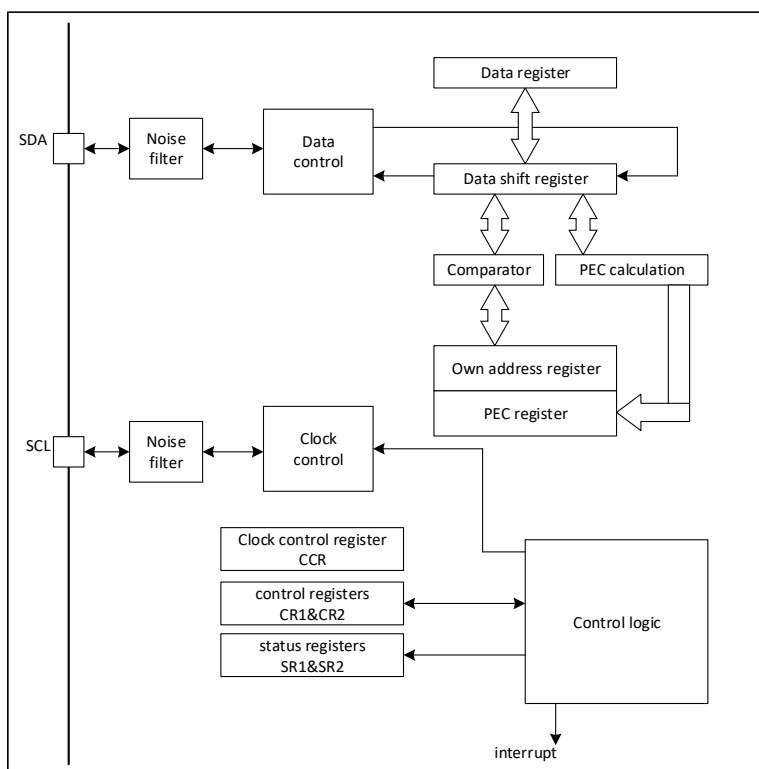 Data register
SDA
Noise
filter
Data
control
Data shift register
Comparator
PEC calculation
Own address register
PEC register
SCL
Noise
filter
Clock
control
Clock control register
CCR
control registers
CR1&CR2
status registers
SR1&SR2
Control logic
interrupt